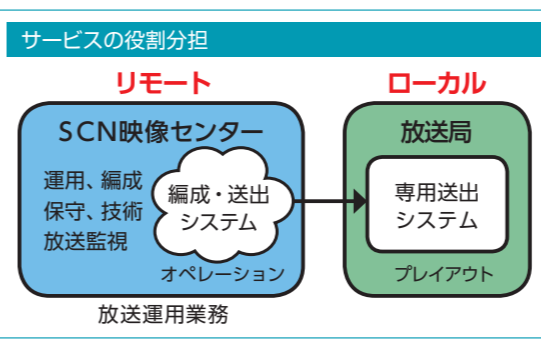 サービスの役割分担
リモート
ローカル
SCN映像センター
運用、編成
保守、技術
放送監視
編成・送出
システム
オペレーション
放送局
専用送出
システム
プレイアウト
放送運用業務